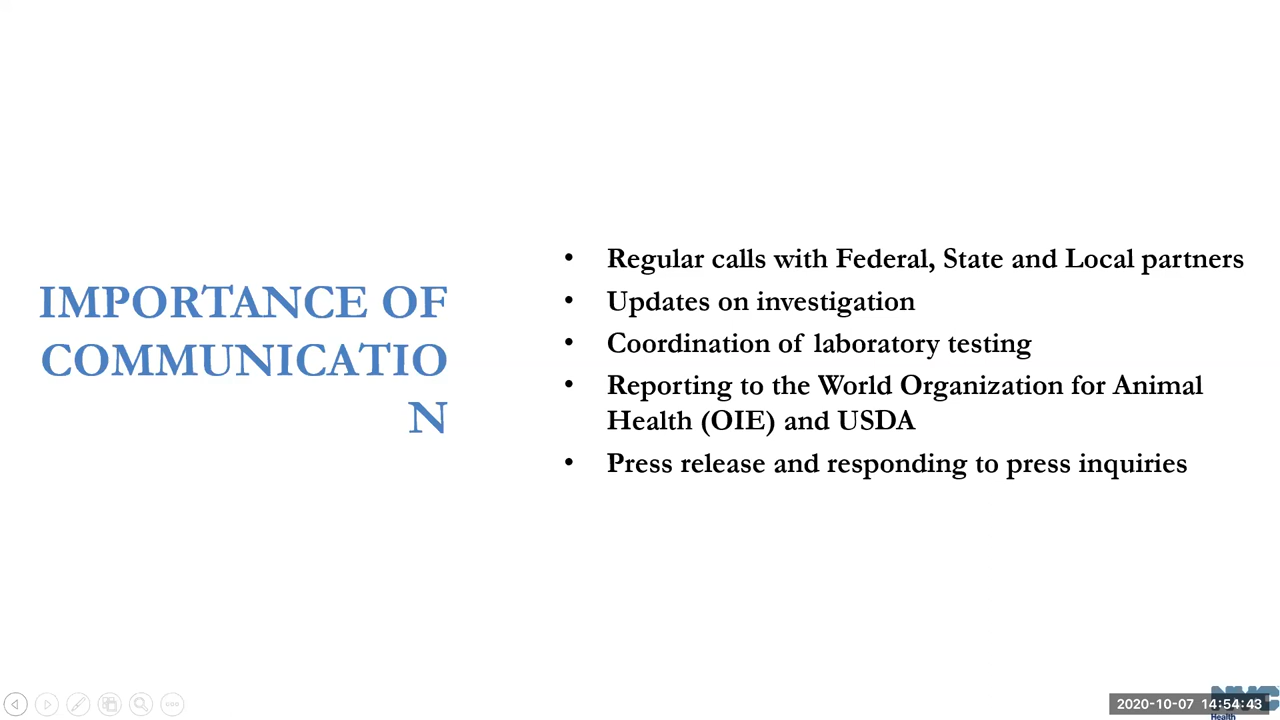 IMPORTANCE OF
COMMUNICATIO
N
• Regular calls with Federal, State and Local partners
• Updates on investigation
• Coordination of laboratory testing
• Reporting to the World Organization for Animal
Health (OIE) and USDA
• Press release and responding to press inquiries
2020-10-07 14:54:43
NYC
Health